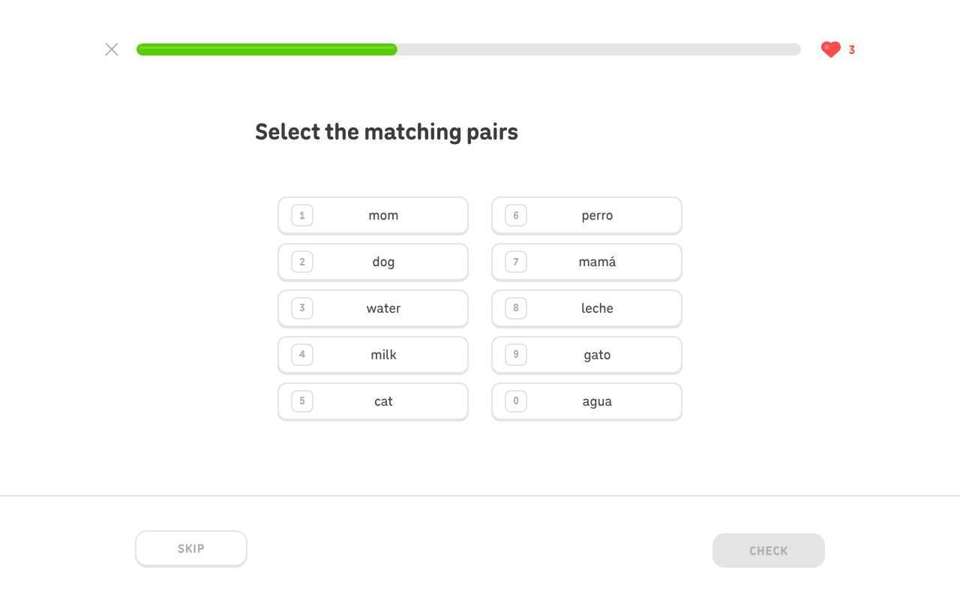 3
Select the matching pairs
1 mom
6 perro
2 dog
7 mamá
3 water
8 leche
4 milk
9 gato
5 cat
0 agua
SKIP
CHECK